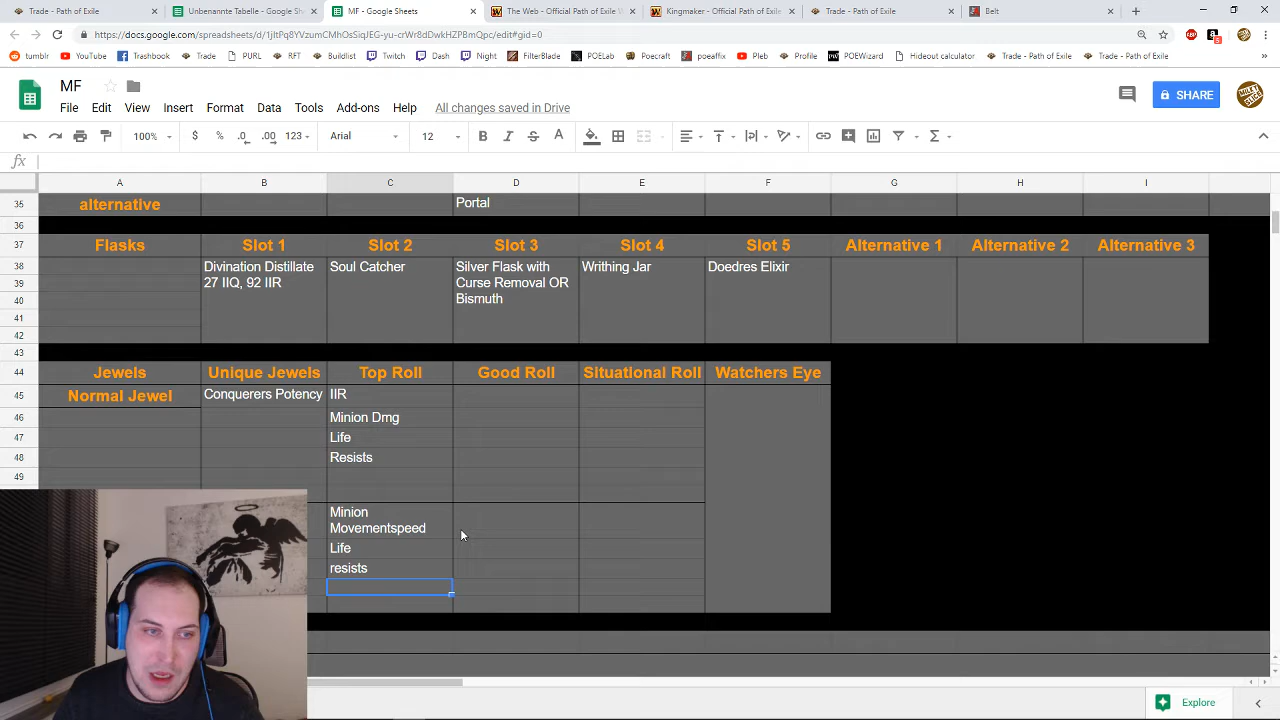 Trade - Path of Exile
Unbenannte Tabelle - Google Sh
MF - Google Sheets
The Web - Official Path of Exile W
Kingmaker - Official Path of Exile
Trade - Path of Exile
Belt
https://docs.google.com/spreadsheets/d/1jltPq8YVzumCMhOsSiqJEG-yu-crWr8dDwkHzpmBmQpc/edit#gid=0
tumblr
YouTube
Trashbook
Trade
PURL
RFT
Buildlist
Twitch
Dash
Affix
Ninja
FilterBlade
POELab
Poecraft
poeaffix
Pleb
Profile
POEWizard
Hideout calculator
Trade - Path of Exile
Trade - Path of Exile
MF
File Edit View Insert Format Data Tools Add-ons Help All changes saved in Drive
SHARE
100% $ % .0 .00 123 Arial 12 B I S A
fx
A B C D E F G H I
35 alternative Portal
36
37 Flasks Slot 1 Slot 2 Slot 3 Slot 4 Slot 5 Alternative 1 Alternative 2 Alternative 3
38 Divination Distillate Soul Catcher Silver Flask with Writhing Jar Doedres Elixir
39 27 IIQ, 92 IIR Curse Removal OR
40 Bismuth
41
42
43
44 Jewels Unique Jewels Top Roll Good Roll Situational Roll Watchers Eye
45 Normal Jewel Conquerers Potency IIR
46 Minion Dmg
47 Life
48 Resists
49
Minion
Movementspeed
Life
resists
Explore